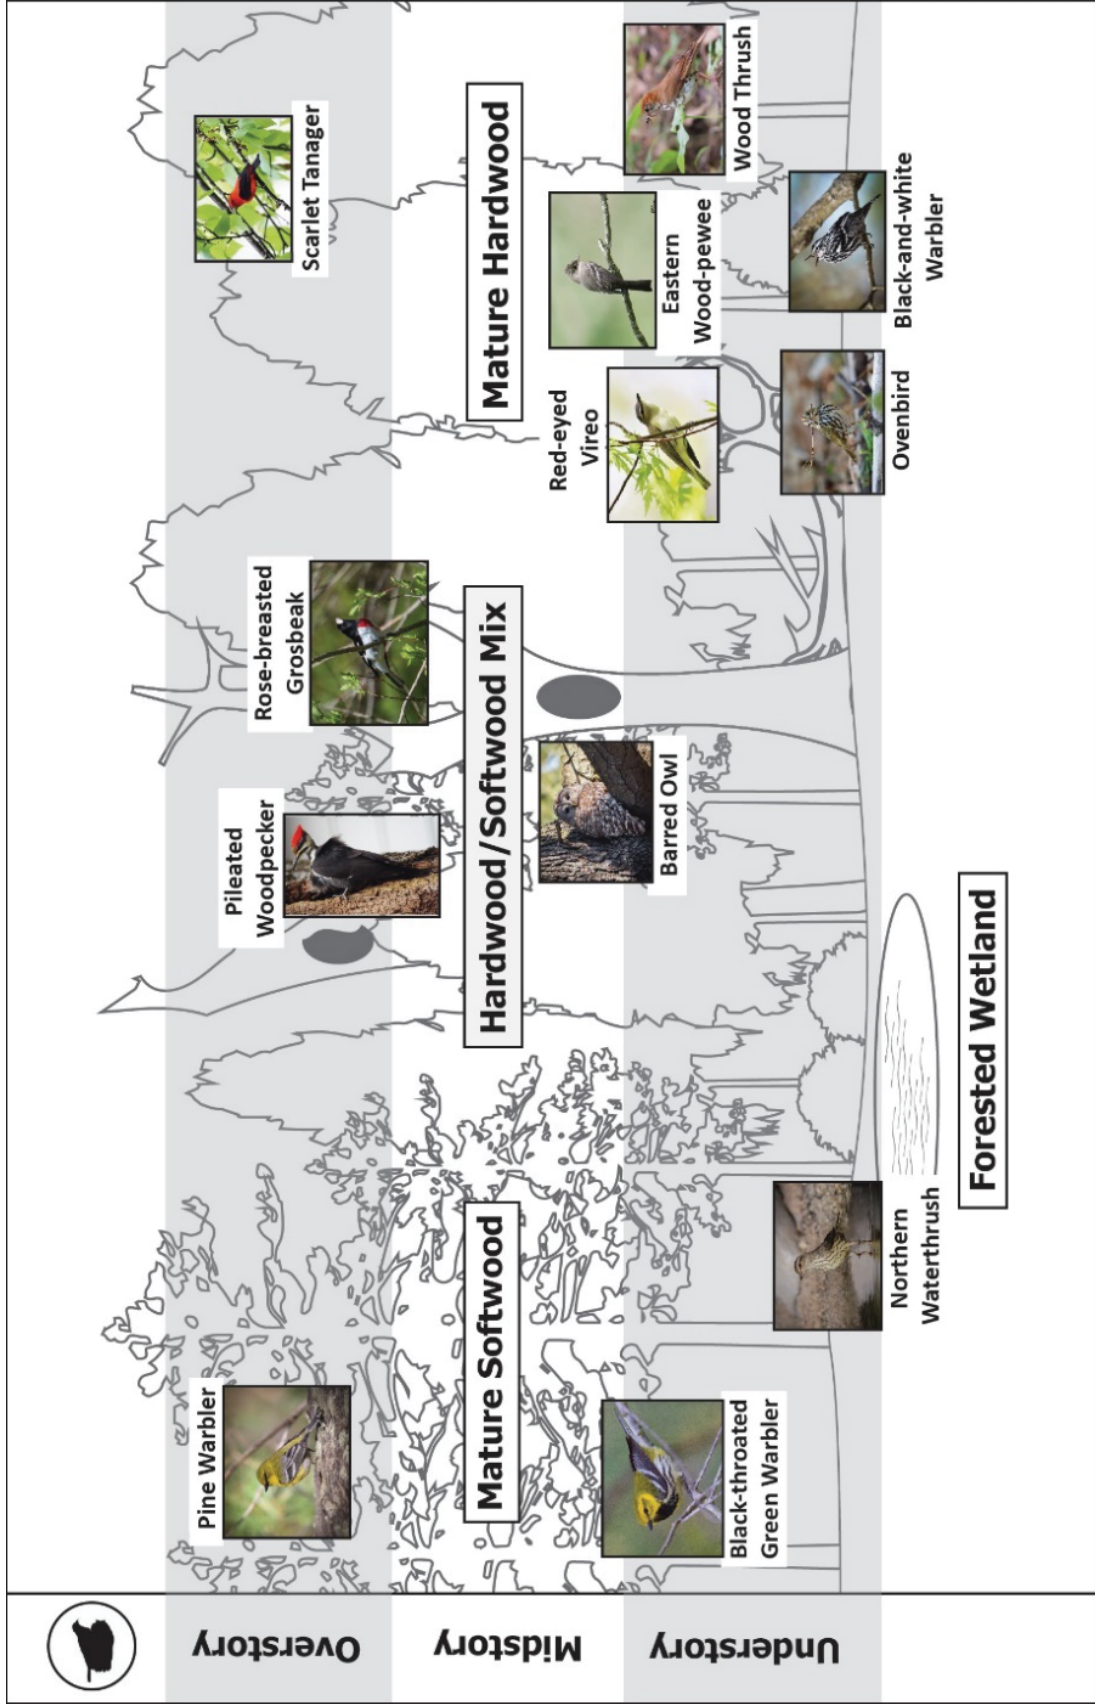 Overstory
Midstory
Understory
Pine Warbler
Mature Softwood
Black-throated
Green Warbler
Northern
Waterthrush
Forested Wetland
Pileated
Woodpecker
Rose-breasted
Grosbeak
Hardwood/Softwood Mix
Barred Owl
Scarlet Tanager
Mature Hardwood
Red-eyed
Vireo
Eastern
Wood-pewee
Wood Thrush
Ovenbird
Black-and-white
Warbler